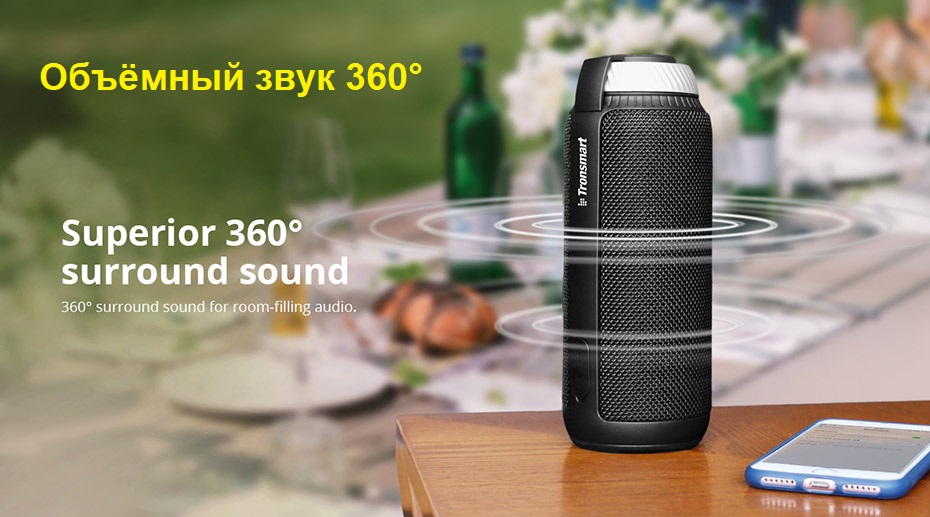 Объёмный звук 360°
Superior 360°
surround sound
360° surround sound for room-filling audio.
Tronsmart